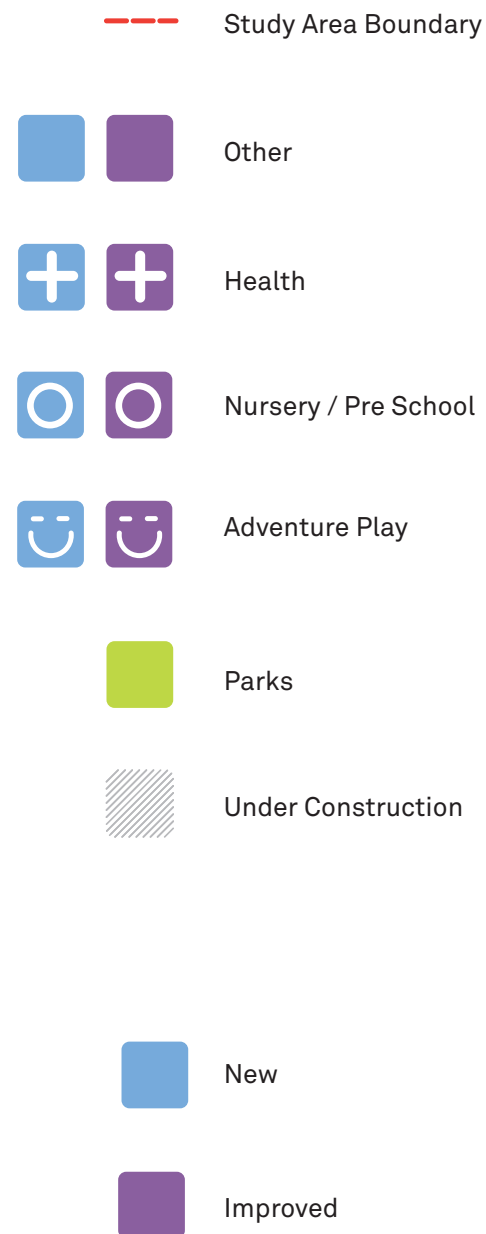 Study Area Boundary
Other
Health
Nursery / Pre School
Adventure Play
Parks
Under Construction
New
Improved